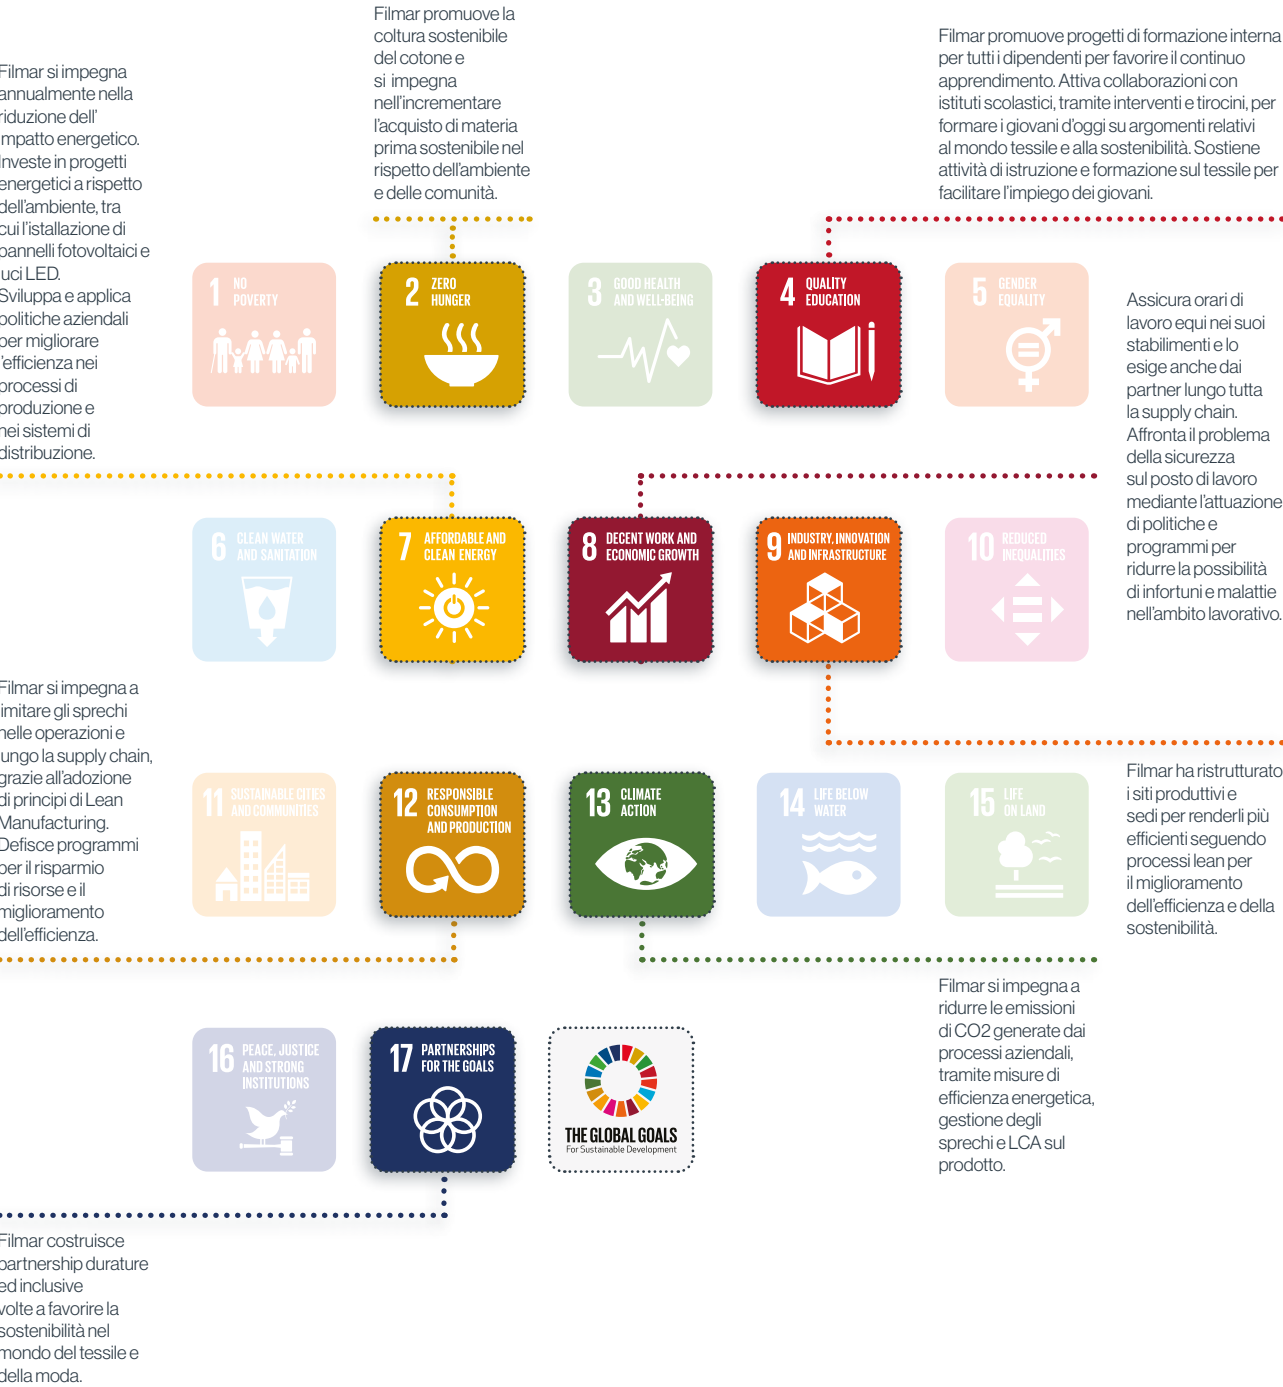 Filmar promuove la
coltura sostenibile
del cotone e
si impegna
nell'incrementare
l'acquisto di materia
prima sostenibile nel
rispetto dell'ambiente
e delle comunità.
Filmar promuove progetti di formazione interna
per tutti i dipendenti per favorire il continuo
apprendimento. Attiva collaborazioni con
istituti scolastici, tramite interventi e tirocini, per
formare i giovani d'oggi su argomenti relativi
al mondo tessile e alla sostenibilità. Sostiene
attività di istruzione e formazione sul tessile per
facilitare l'impiego dei giovani.
Filmar si impegna
annualmente nella
riduzione dell'
impatto energetico.
Investe in progetti
energetici a rispetto
dell'ambiente, tra
cui l'istallazione di
pannelli fotovoltaici e
luci LED.
Sviluppa e applica
politiche aziendali
per migliorare
l'efficienza nei
processi di
produzione e
nei sistemi di
distribuzione.
1 NO
POVERTY
2 ZERO
HUNGER
3 GOOD HEALTH
AND WELL-BEING
4 QUALITY
EDUCATION
5 GENDER
EQUALITY
Assicura orari di
lavoro equi nei suoi
stabilimenti e lo
esige anche dai
partner lungo tutta
la supply chain.
Affronta il problema
della sicurezza
sul posto di lavoro
mediante l'attuazione
di politiche e
programmi per
ridurre la possibilità
di infortuni e malattie
nell'ambito lavorativo.
6 CLEAN WATER
AND SANITATION
7 AFFORDABLE AND
CLEAN ENERGY
8 DECENT WORK AND
ECONOMIC GROWTH
9 INDUSTRY, INNOVATION
AND INFRASTRUCTURE
10 REDUCED
INEQUALITIES
Filmar si impegna a
limitare gli sprechi
nelle operazioni e
lungo la supply chain,
grazie all'adozione
di principi di Lean
Manufacturing.
Defisce programmi
per il risparmio
di risorse e il
miglioramento
dell'efficienza.
11 SUSTAINABLE CITIES
AND COMMUNITIES
12 RESPONSIBLE
CONSUMPTION
AND PRODUCTION
13 CLIMATE
ACTION
14 LIFE BELOW
WATER
15 LIFE
ON LAND
Filmar ha ristrutturato
i siti produttivi e
sedi per renderli più
efficienti seguendo
processi lean per
il miglioramento
dell'efficienza e della
sostenibilità.
Filmar si impegna a
ridurre le emissioni
di CO2 generate dai
processi aziendali,
tramite misure di
efficienza energetica,
gestione degli
sprechi e LCA sul
prodotto.
16 PEACE, JUSTICE
AND STRONG
INSTITUTIONS
17 PARTNERSHIPS
FOR THE GOALS
THE GLOBAL GOALS
For Sustainable Development
Filmar costruisce
partnership durature
ed inclusive
volte a favorire la
sostenibilità nel
mondo del tessile e
della moda.